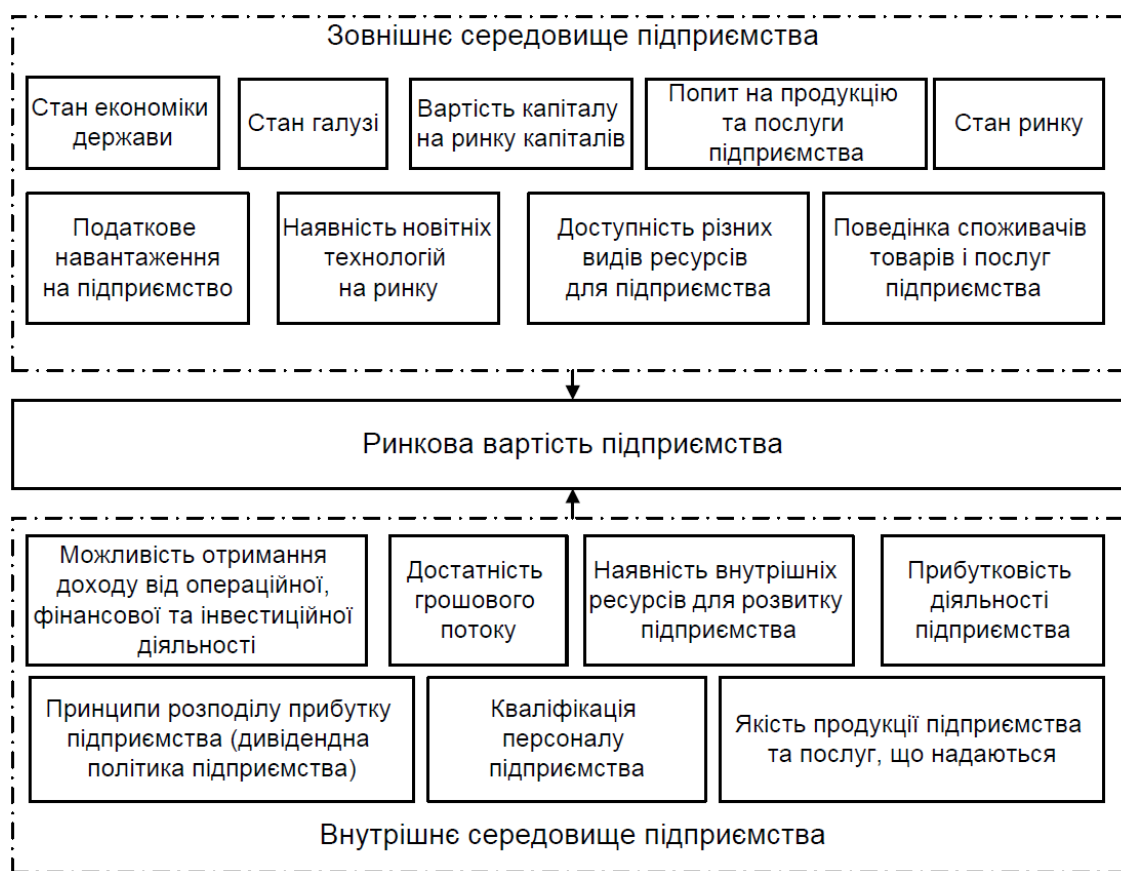 Зовнішнє середовище підприємства
Стан економіки
держави
Стан галузі
Вартість капіталу
на ринку капіталів
Попит на продукцію
та послуги
підприємства
Стан ринку
Податкове
навантаження
на підприємство
Наявність новітніх
технологій
на ринку
Доступність різних
видів ресурсів
для підприємства
Поведінка споживачів
товарів і послуг
підприємства
Ринкова вартість підприємства
Можливість отримання
доходу від операційної,
фінансової та інвестиційної
діяльності
Достатність
грошового
потоку
Наявність внутрішніх
ресурсів для розвитку
підприємства
Прибутковість
діяльності
підприємства
Принципи розподілу прибутку
підприємства (дивідендна
політика підприємства)
Кваліфікація
персоналу
підприємства
Якість продукції підприємства
та послуг, що надаються
Внутрішнє середовище підприємства